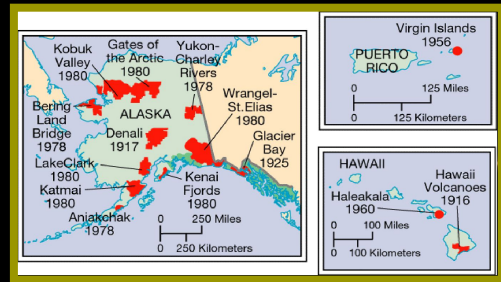 Kobuk
Valley
1980
Gates of
the Arctic
1980
Yukon-
Charley
Rivers
1978
Wrangel-
St.Elias
1980
Bering
Land
Bridge
1978
ALASKA
Denali
1917
Glacier
Bay
1925
LakeClark
1980
Katmai
1980
Kenai
Fjords
1980
Aniakchak
1978
0 250 Miles
0 250 Kilometers
Virgin Islands
1956
PUERTO
RICO
0 125 Miles
0 125 Kilometers
HAWAII
Hawaii
Volcanoes
1916
Haleakala
1960
0 100 Miles
0 100 Kilometers